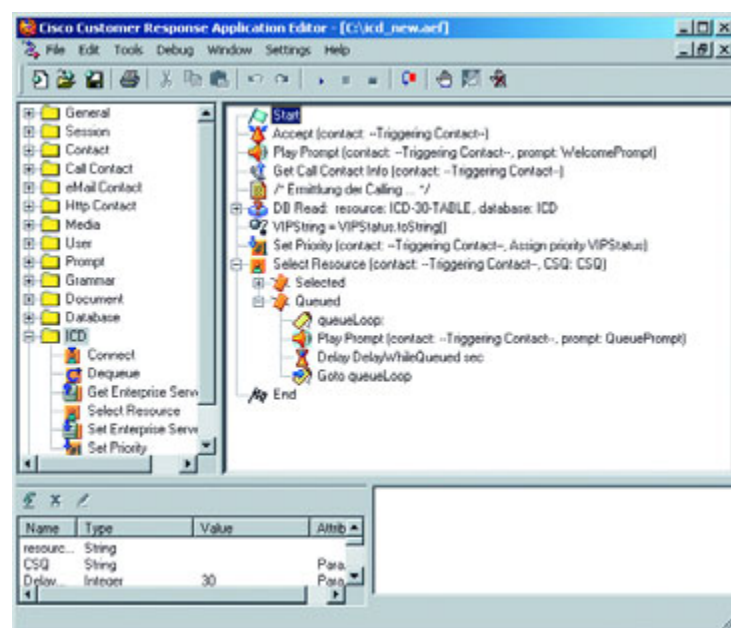 Cisco Customer Response Application Editor - [C:\icd_new.aef]
File Edit Tools Debug Window Settings Help
General
Session
Contact
Call Contact
eMail Contact
Http Contact
Media
User
Prompt
Grammar
Document
Database
ICD
Connect
Dequeue
Get Enterprise Serv
Select Resource
Set Enterprise Serve
Set Priority
Start
Accept (contact: --Triggering Contact--)
Play Prompt (contact: --Triggering Contact--, prompt: WelcomePrompt)
Get Call Contact Info (contact: --Triggering Contact--)
/* Ermittlung der Calling ... */
DB Read: resource: ICD-30-TABLE, database: ICD
VIPString = VIPStatus.toString()
Set Priority (contact: --Triggering Contact--, Assign priority VIPStatus)
Select Resource (contact: --Triggering Contact--, CSQ: CSQ)
Selected
Queued
queueLoop:
Play Prompt (contact: --Triggering Contact--, prompt: QueuePrompt)
Delay DelayWhileQueued sec
Goto queueLoop
End
Name Type Value Attrib
resourc... String
CSQ String Para.
Delay... Integer 30 Para.